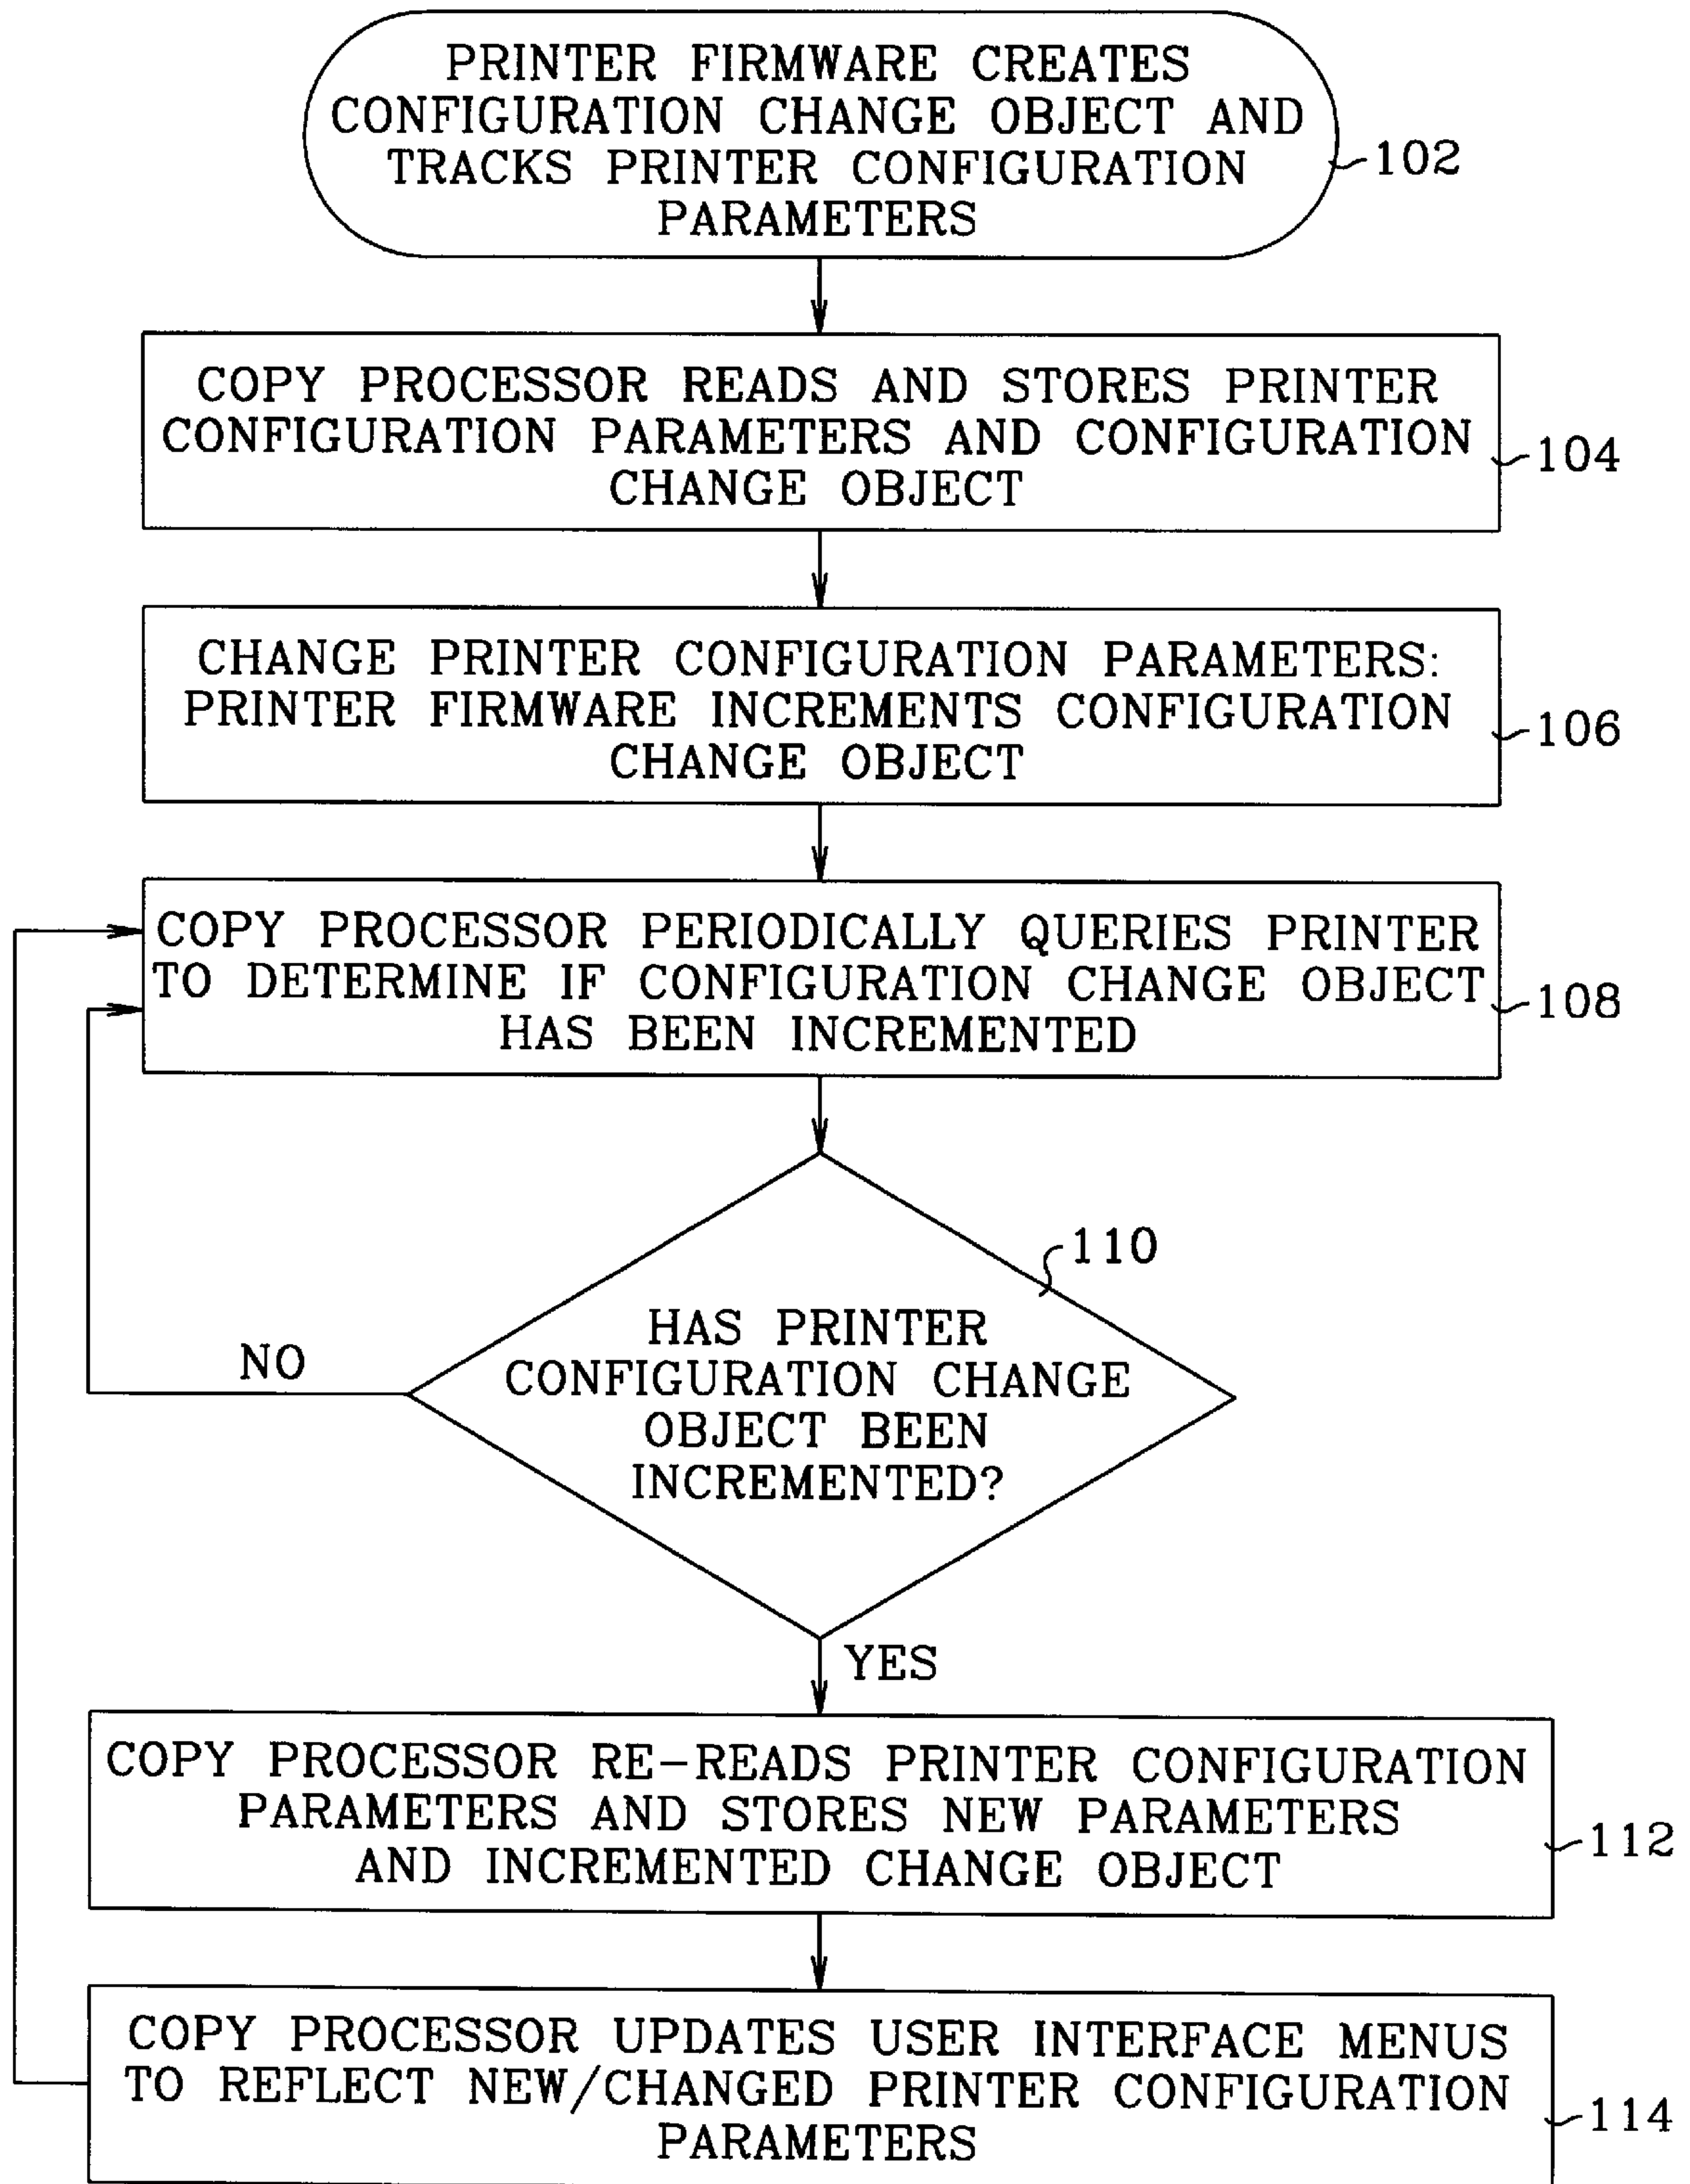 PRINTER FIRMWARE CREATES
CONFIGURATION CHANGE OBJECT AND
TRACKS PRINTER CONFIGURATION
PARAMETERS
102
COPY PROCESSOR READS AND STORES PRINTER
CONFIGURATION PARAMETERS AND CONFIGURATION
CHANGE OBJECT
104
CHANGE PRINTER CONFIGURATION PARAMETERS:
PRINTER FIRMWARE INCREMENTS CONFIGURATION
CHANGE OBJECT
106
COPY PROCESSOR PERIODICALLY QUERIES PRINTER
TO DETERMINE IF CONFIGURATION CHANGE OBJECT
HAS BEEN INCREMENTED
108
110
HAS PRINTER
CONFIGURATION CHANGE
OBJECT BEEN
INCREMENTED?
NO
YES
COPY PROCESSOR RE-READS PRINTER CONFIGURATION
PARAMETERS AND STORES NEW PARAMETERS
AND INCREMENTED CHANGE OBJECT
112
COPY PROCESSOR UPDATES USER INTERFACE MENUS
TO REFLECT NEW/CHANGED PRINTER CONFIGURATION
PARAMETERS
114